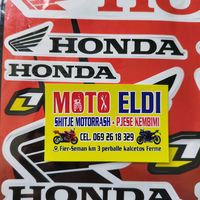 HONDA
HONDA
MOTO ELDI
SHITJE MOTORRASH - PJESE KEMBIMI
CEL. 069 26 18 329
9, Fier-Seman km 3 perballe kalcetos Ferme
HONDA